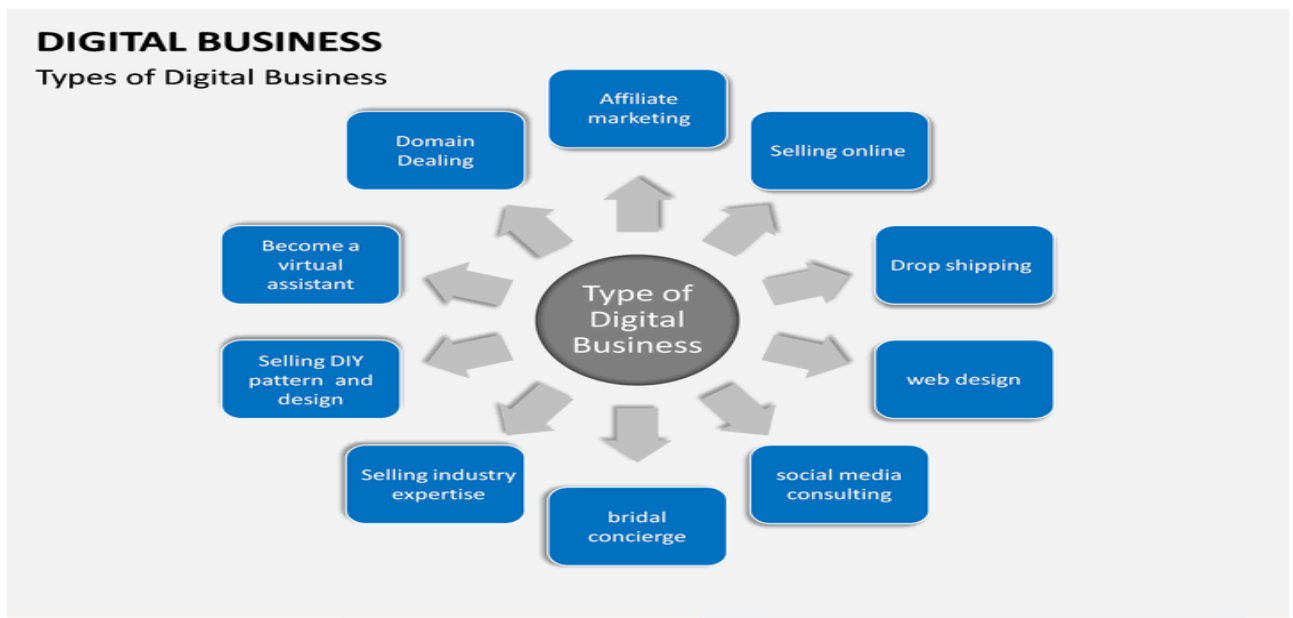 DIGITAL BUSINESS
Types of Digital Business
Affiliate
marketing
Selling online
Drop shipping
web design
social media
consulting
bridal
concierge
Selling industry
expertise
Selling DIY
pattern and
design
Become a
virtual
assistant
Domain
Dealing
Type of
Digital
Business